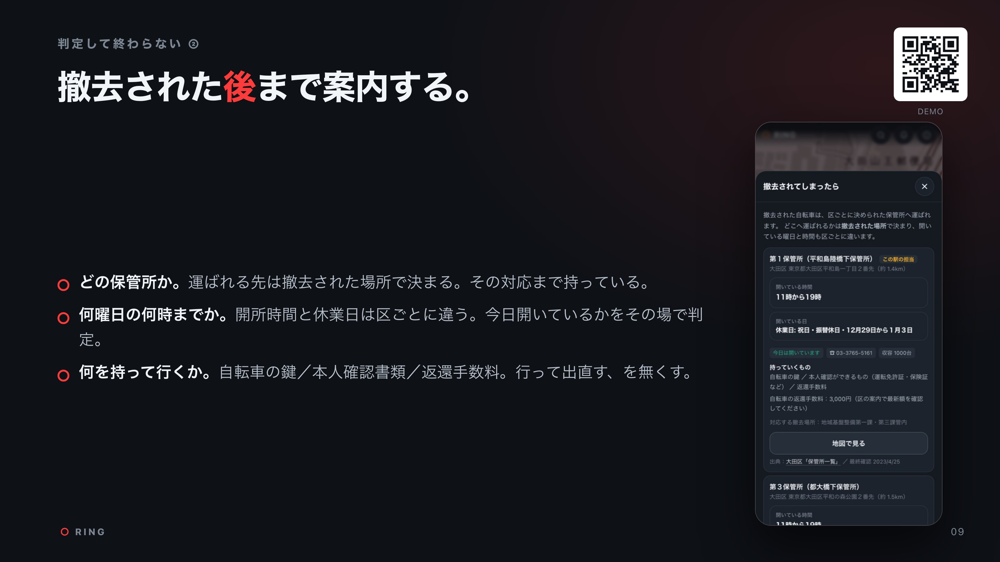 判定して終わらない ②
撤去された後まで案内する。
DEMO
どの保管所か。運ばれる先は撤去された場所で決まる。その対応まで持っている。
何曜日の何時までか。開所時間と休業日は区ごとに違う。今日開いているかをその場で判
定。
何を持って行くか。自転車の鍵／本人確認書類／返還手数料。行って出直す、を無くす。
撤去されてしまったら
撤去された自転車は、区ごとに決められた保管所へ運ばれ
ます。 どこへ運ばれるかは撤去された場所で決まり、開い
ている曜日と時間も区ごとに違います。
第１保管所（平和島陸橋下保管所） この駅の担当
大田区 東京都大田区平和島一丁目２番先（約 1.4km）
開いている時間
11時から19時
開いている日
休業日: 祝日・振替休日・12月29日から１月３日
今日は開いています ☎ 03-3765-5161 収容 1000台
持っていくもの
自転車の鍵 ／ 本人確認ができるもの（運転免許証・保険証
など） ／ 返還手数料
自転車の返還手数料：3,000円（区の案内で最新額を確認
してください）
対応する撤去場所：地域基盤整備第一課・第三課管内
地図で見る
出典：大田区「保管所一覧」 ／ 最終確認 2023/4/25
第３保管所（都大橋下保管所）
大田区 東京都大田区平和の森公園２番先（約 1.5km）
開いている時間
11時から19時
RING
09